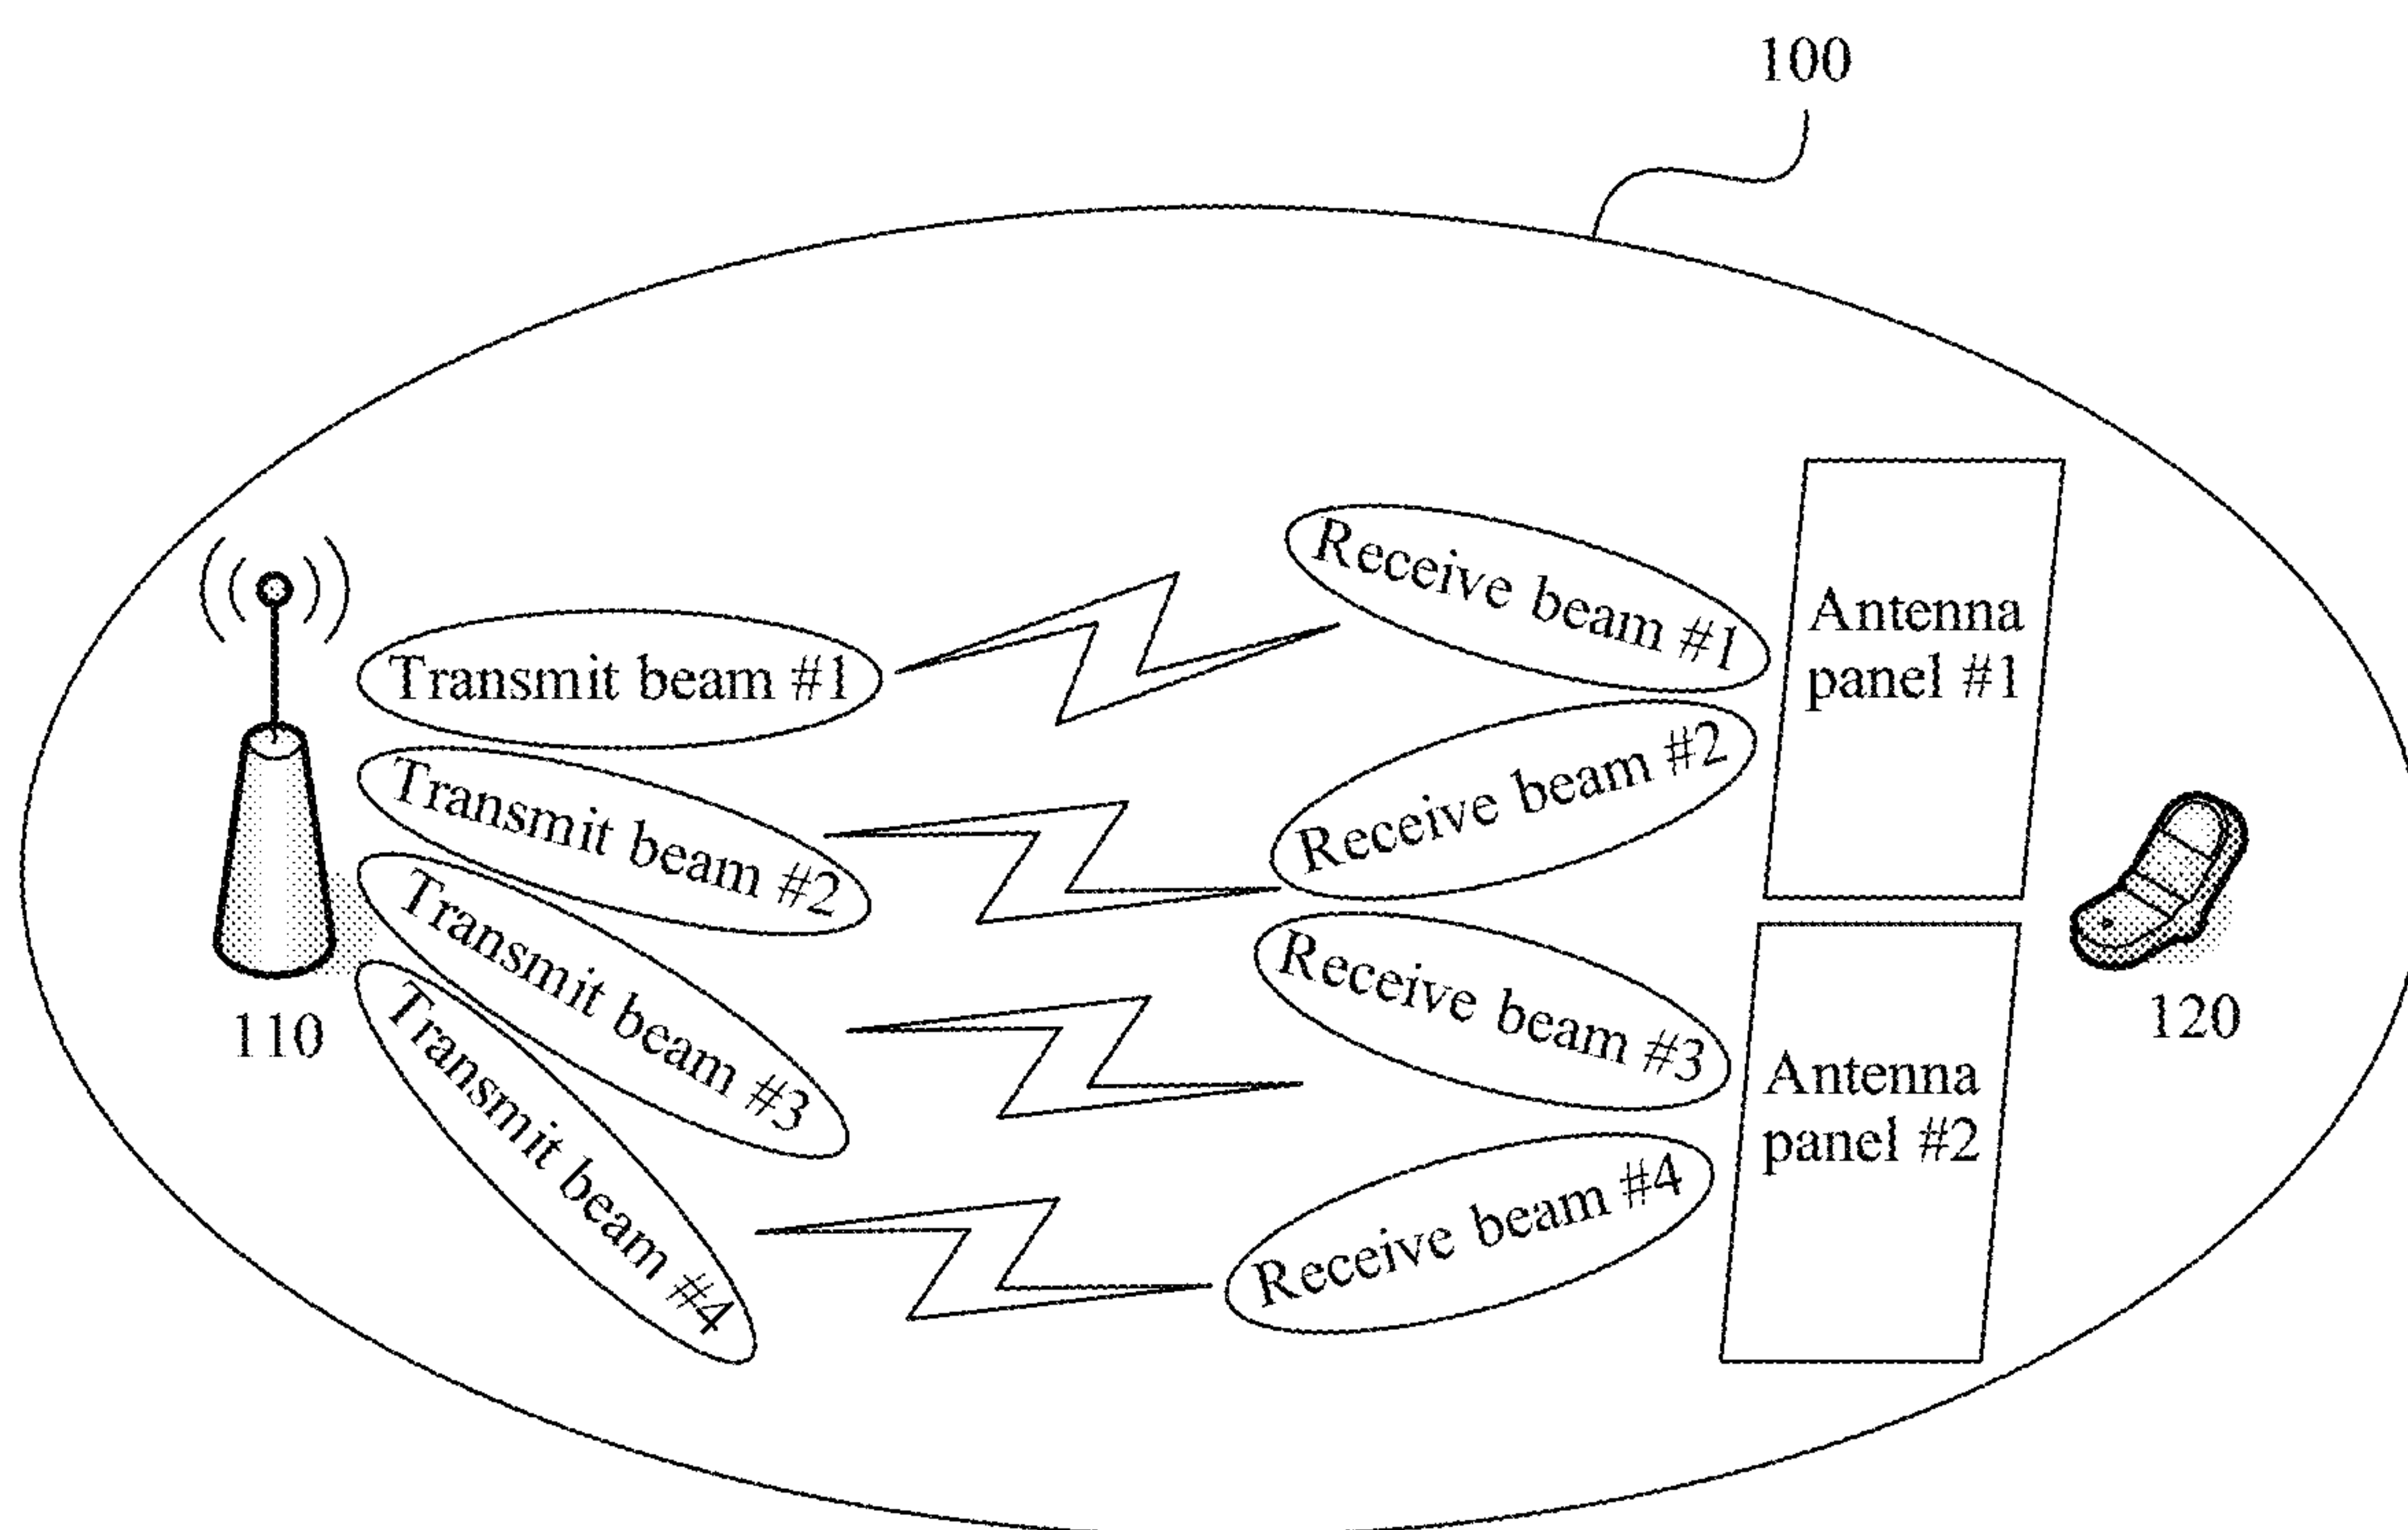 100
Transmit beam #1
Transmit beam #2
Transmit beam #3
Transmit beam #4
110
Receive beam #1
Receive beam #2
Receive beam #3
Receive beam #4
Antenna
panel #1
Antenna
panel #2
120